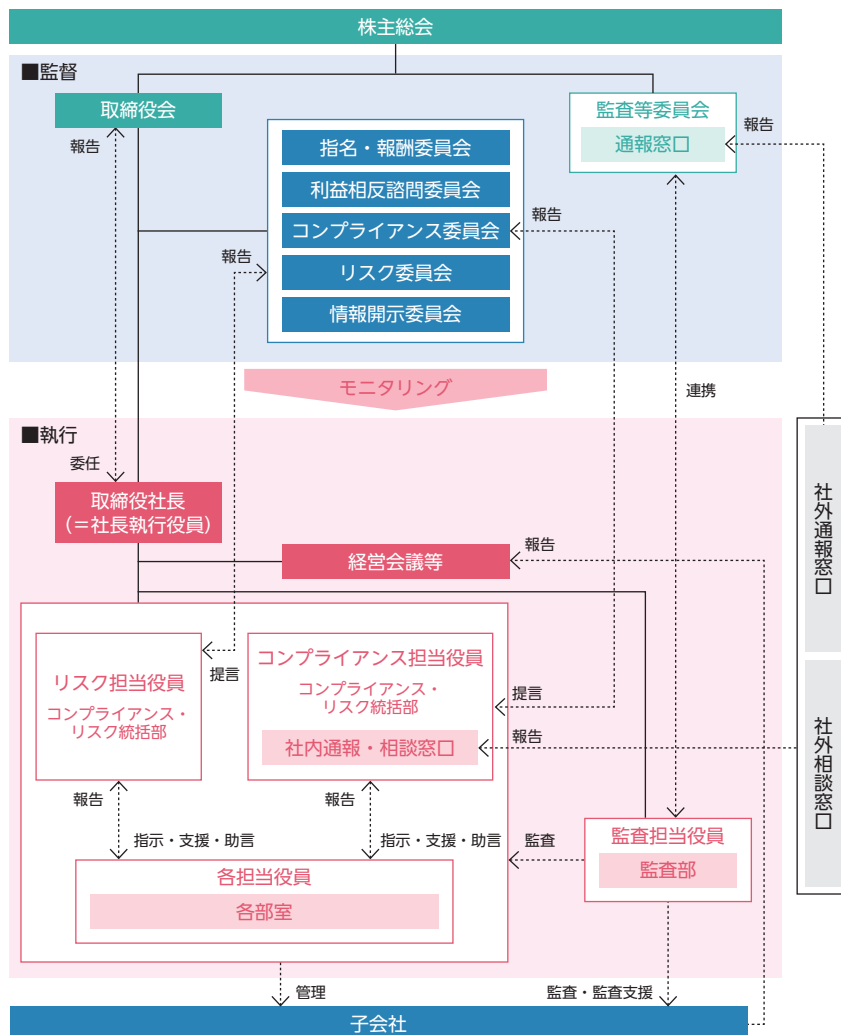 株主総会
■監督
取締役会
監査等委員会
通報窓口
報告
報告
指名・報酬委員会
利益相反諮問委員会
コンプライアンス委員会
リスク委員会
情報開示委員会
報告
報告
モニタリング
連携
■執行
委任
取締役社長
(=社長執行役員)
経営会議等
報告
社外通報窓口
リスク担当役員
コンプライアンス・
リスク統括部
提言
コンプライアンス担当役員
コンプライアンス・
リスク統括部
社内通報・相談窓口
提言
報告
社外相談窓口
報告
指示・支援・助言
報告
指示・支援・助言
監査
監査担当役員
監査部
各担当役員
各部室
管理
監査・監査支援
子会社